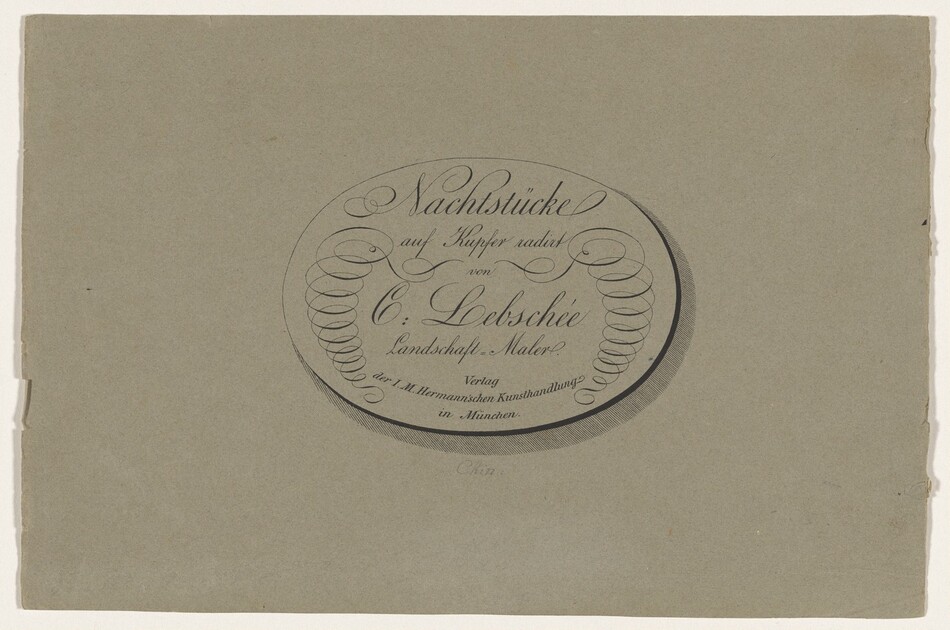 Nachtstücke
auf Kupfer radirt
von
C: Lebschée
Landschaft-Maler.
Verlag
der I. M. Hermann'schen Kunsthandlung
in München.